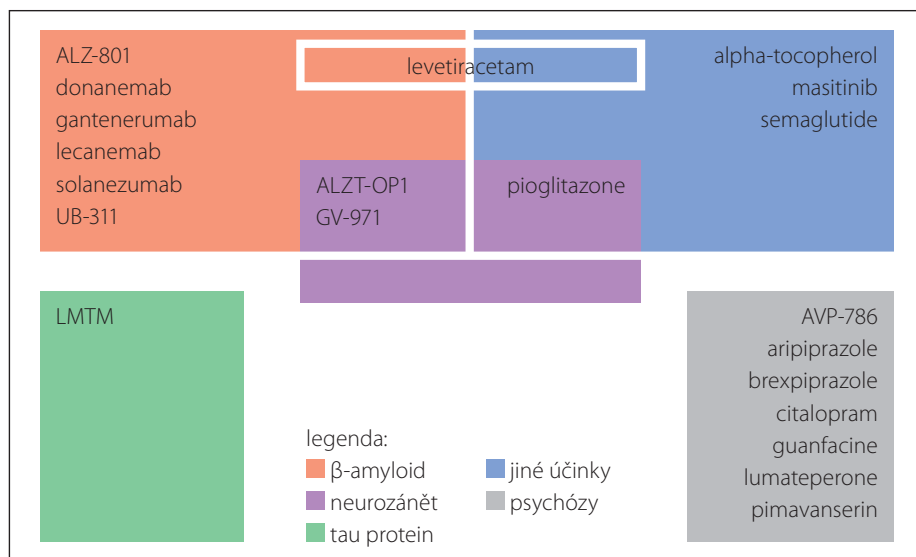 ALZ-801
donanemab
gantenerumab
lecanemab
solanezumab
UB-311
levetiracetam
alpha-tocopherol
masitinib
semaglutide
ALZT-OP1
GV-971
pioglitazone
LMTM
AVP-786
aripiprazole
brexpiprazole
citalopram
guanfacine
lumateperone
pimavanserin
legenda:
β-amyloid
neurozánět
tau protein
jiné účinky
psychózy